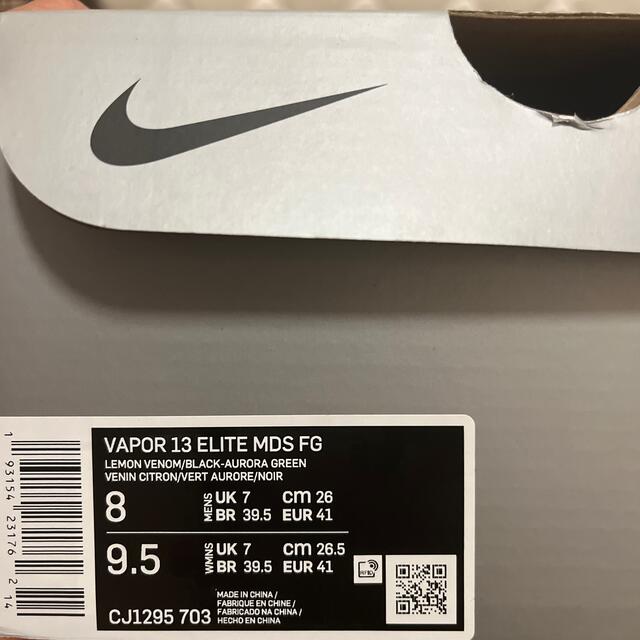 VAPOR 13 ELITE MDS FG
LEMON VENOM/BLACK-AURORA GREEN
VENIN CITRON/VERT AURORE/NOIR
8 MENS UK 7 cm 26
BR 39.5 EUR 41
9.5 WMNS UK 7 cm 26.5
BR 39.5 EUR 41
CJ1295 703
MADE IN CHINA /
FABRIQUE EN CHINE /
FABRICADO NA CHINA /
HECHO EN CHINA
1 93154 23176 2 14